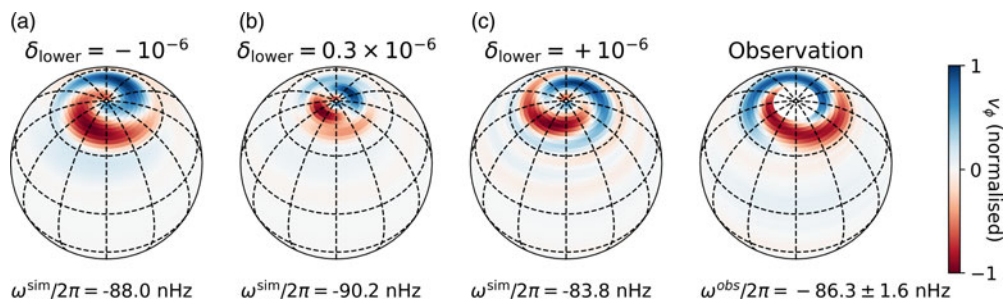 (a) (b) (c)
δlower = − 10⁻⁶ δlower = 0.3 × 10⁻⁶ δlower = + 10⁻⁶ Observation
1
0
−1
Vϕ (normalised)
ωˢⁱᵐ/2π = -88.0 nHz ωˢⁱᵐ/2π = -90.2 nHz ωˢⁱᵐ/2π = -83.8 nHz ωᵒᵇˢ/2π = − 86.3 ± 1.6 nHz